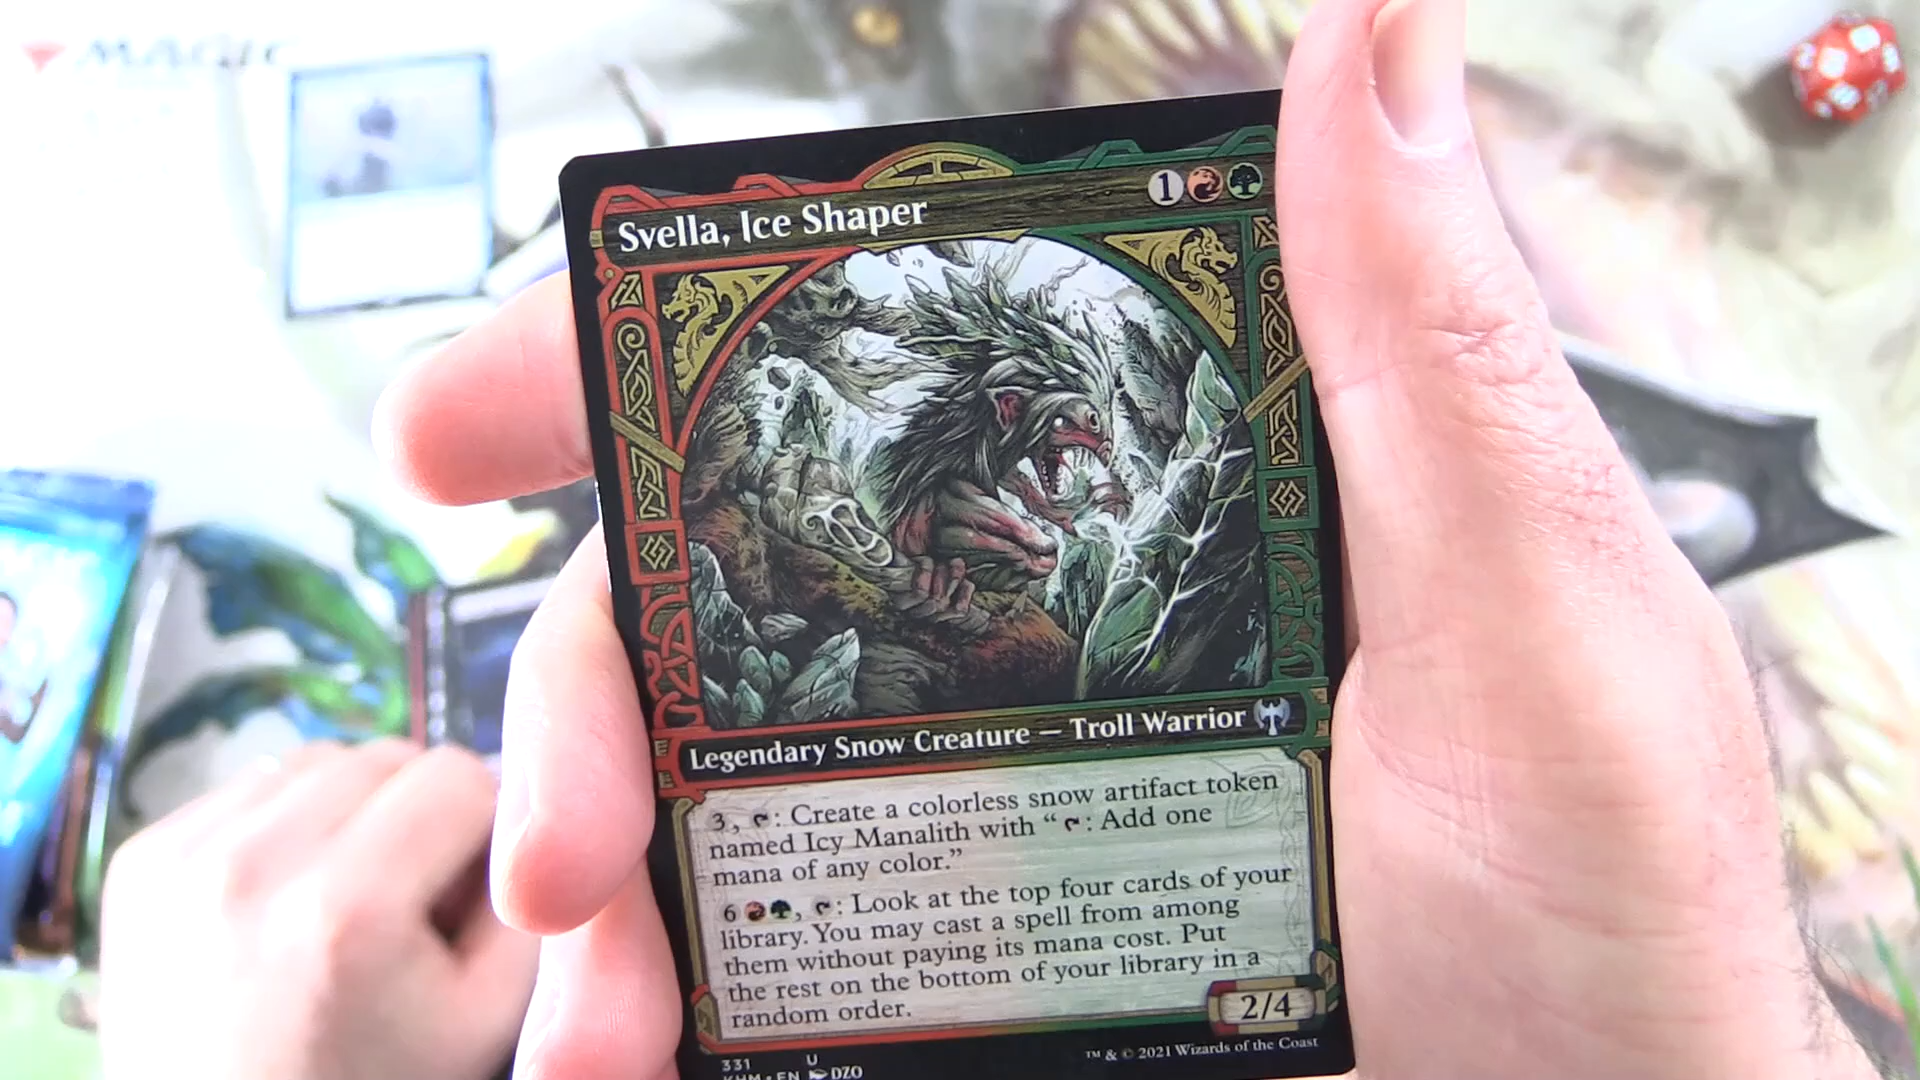 MAGIC
Svella, Ice Shaper
1
Legendary Snow Creature — Troll Warrior
3, : Create a colorless snow artifact token
named Icy Manalith with “ : Add one
mana of any color.”
6 , : Look at the top four cards of your
library. You may cast a spell from among
them without paying its mana cost. Put
the rest on the bottom of your library in a
random order.
2/4
331 U
KHM • EN DZO
™ & © 2021 Wizards of the Coast